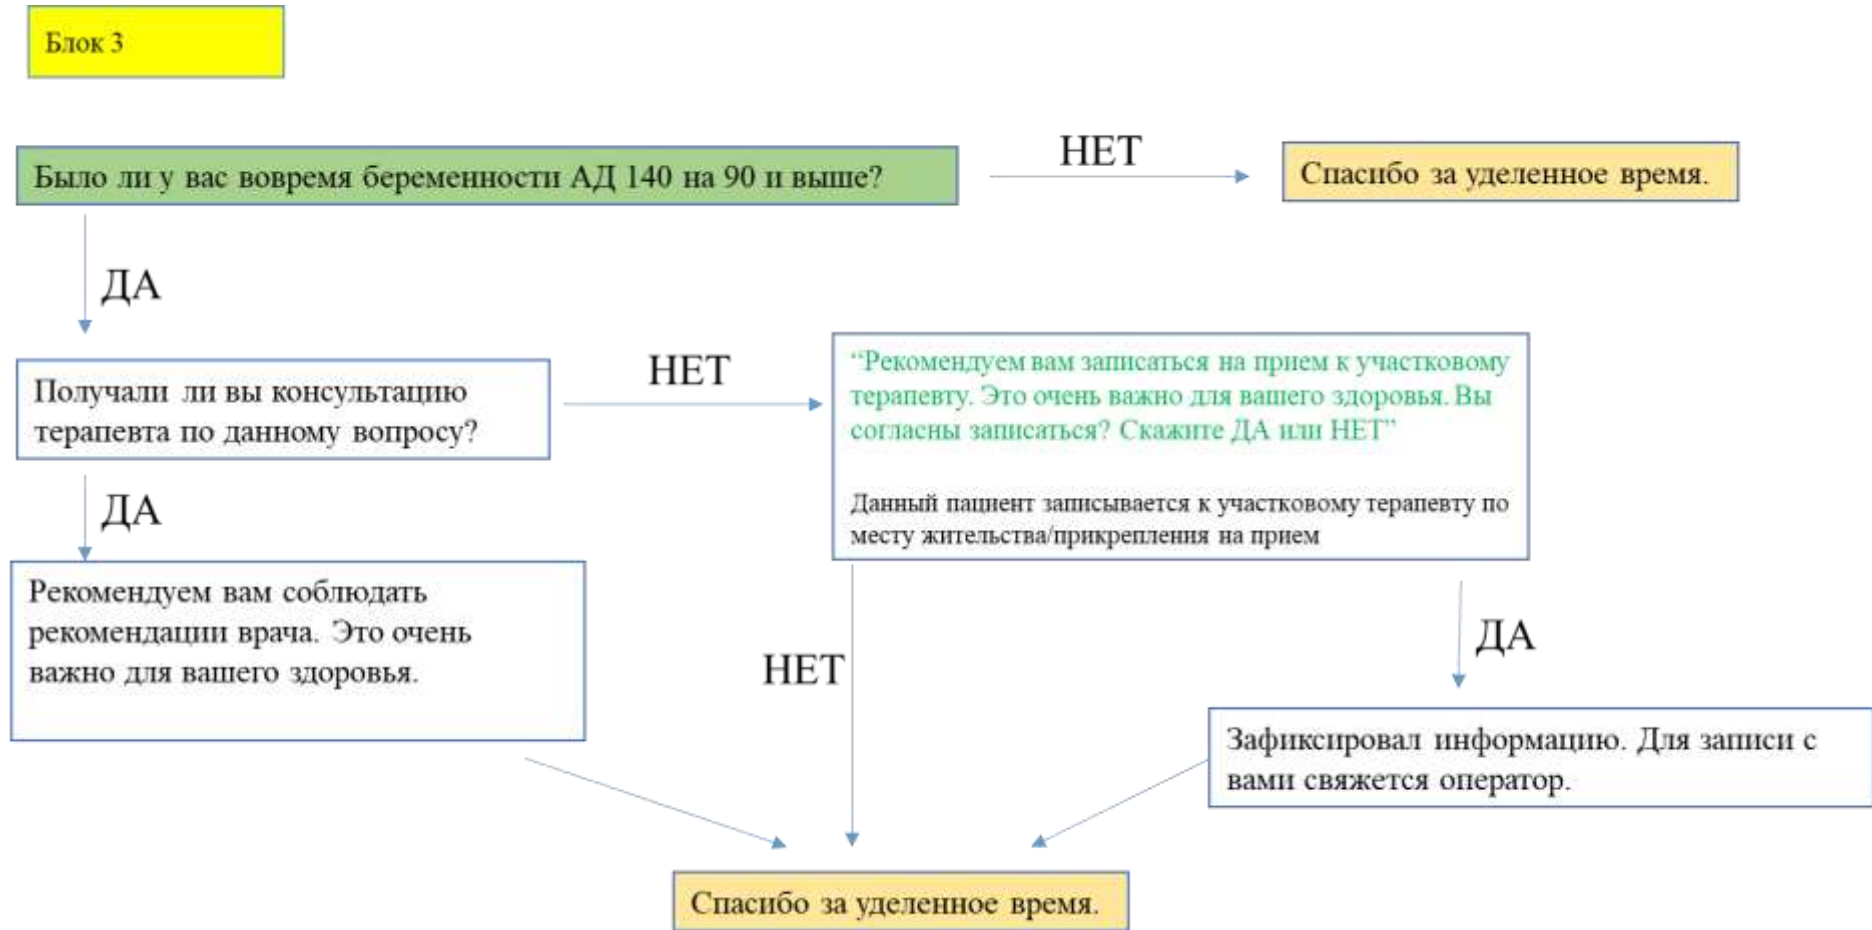 Блок 3
Было ли у вас вовремя беременности АД 140 на 90 и выше?
НЕТ
Спасибо за уделенное время.
ДА
Получали ли вы консультацию
терапевта по данному вопросу?
НЕТ
“Рекомендуем вам записаться на прием к участковому
терапевту. Это очень важно для вашего здоровья. Вы
согласны записаться? Скажите ДА или НЕТ”
Данный пациент записывается к участковому терапевту по
месту жительства/прикрепления на прием
ДА
Рекомендуем вам соблюдать
рекомендации врача. Это очень
важно для вашего здоровья.
НЕТ
ДА
Зафиксировал информацию. Для записи с
вами свяжется оператор.
Спасибо за уделенное время.